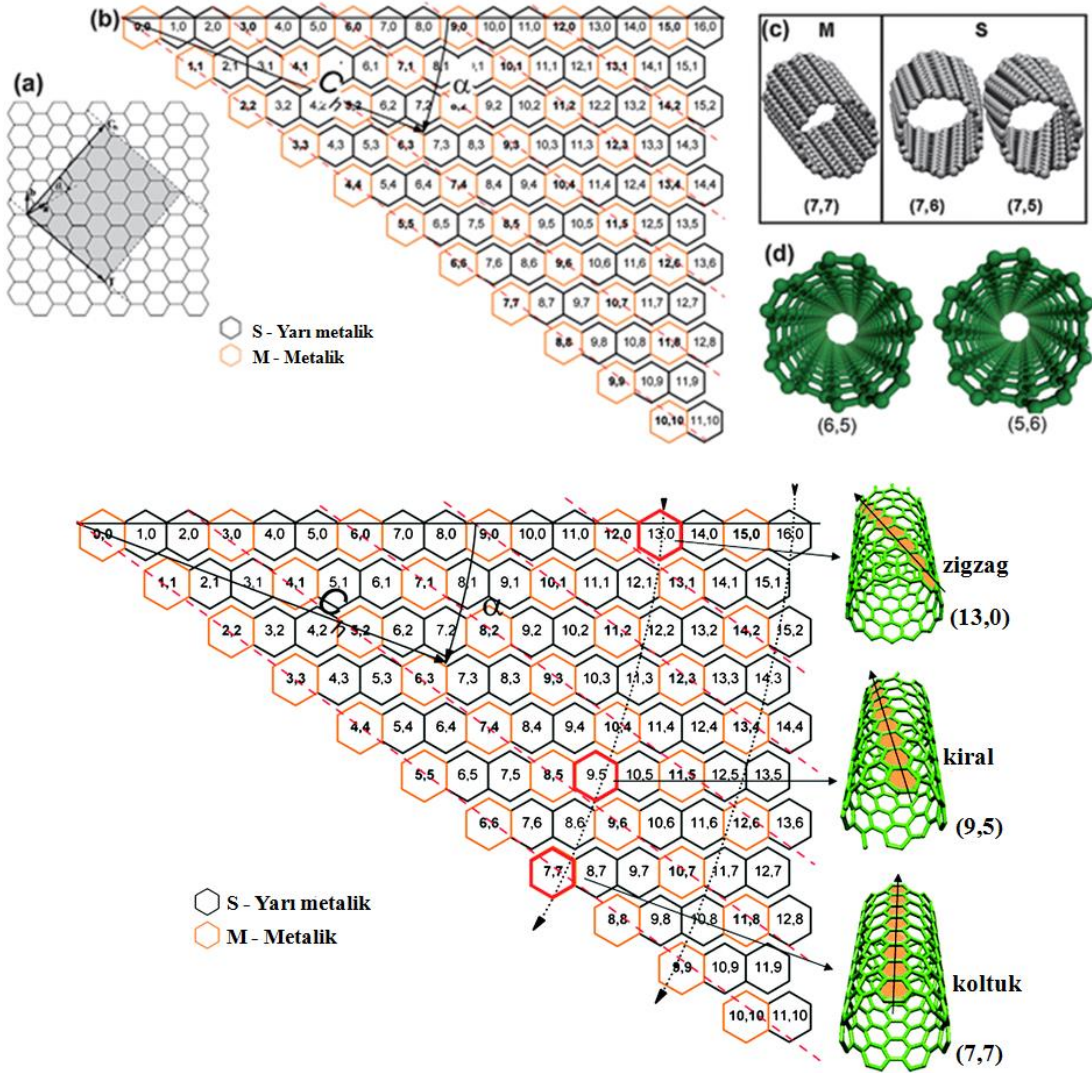 (b)
0,0 1,0 2,0 3,0 4,0 5,0 6,0 7,0 8,0 9,0 10,0 11,0 12,0 13,0 14,0 15,0 16,0
1,1 2,1 3,1 4,1 6,1 7,1 8,1 10,1 11,1 12,1 13,1 14,1 15,1
2,2 3,2 5,2 6,2 7,2 9,2 10,2 11,2 12,2 13,2 14,2 15,2
3,3 4,3 5,3 6,3 7,3 8,3 9,3 10,3 11,3 12,3 13,3 14,3
4,4 5,4 6,4 7,4 8,4 9,4 10,4 11,4 12,4 13,4 14,4
5,5 6,5 7,5 8,5 9,5 10,5 11,5 12,5 13,5
6,6 7,6 8,6 9,6 10,6 11,6 12,6 13,6
7,7 8,7 9,7 10,7 11,7 12,7
8,8 9,8 10,8 11,8 12,8
9,9 10,9 11,9
10,10 11,10
C
h
α
(a)
S - Yarı metalik
M - Metalik
(c) M S
(7,7) (7,6) (7,5)
(d)
(6,5) (5,6)
0,0 1,0 2,0 3,0 4,0 5,0 6,0 7,0 8,0 9,0 10,0 11,0 12,0 13,0 14,0 15,0 16,0
1,1 2,1 3,1 4,1 5,1 6,1 7,1 8,1 9,1 10,1 11,1 12,1 13,1 14,1 15,1
2,2 3,2 4,2 5,2 6,2 7,2 8,2 9,2 10,2 11,2 12,2 13,2 14,2 15,2
3,3 4,3 5,3 6,3 7,3 8,3 9,3 10,3 11,3 12,3 13,3 14,3
4,4 5,4 6,4 7,4 8,4 9,4 10,4 11,4 12,4 13,4 14,4
5,5 6,5 7,5 8,5 9,5 10,5 11,5 12,5 13,5
6,6 7,6 8,6 9,6 10,6 11,6 12,6 13,6
7,7 8,7 9,7 10,7 11,7 12,7
8,8 9,8 10,8 11,8 12,8
9,9 10,9 11,9
10,10 11,10
C
h
α
S - Yarı metalik
M - Metalik
zigzag
(13,0)
kiral
(9,5)
koltuk
(7,7)